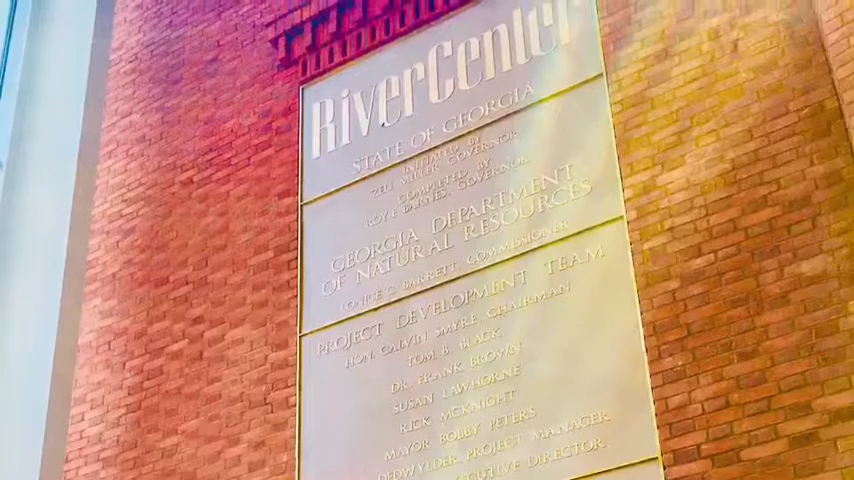 RiverCenter
STATE OF GEORGIA
INITIATED BY
ZELL MILLER, GOVERNOR
COMPLETED BY
ROY E. BARNES, GOVERNOR
GEORGIA DEPARTMENT
OF NATURAL RESOURCES
LONICE C. BARRETT, COMMISSIONER
PROJECT DEVELOPMENT TEAM
HON. CALVIN SMYRE, CHAIRMAN
TOM B. BLACK
DR. FRANK BROWN
SUSAN LAWHORNE
RICK MCKNIGHT
MAYOR BOBBY PETERS
PROJECT MANAGER
EXECUTIVE DIRECTOR